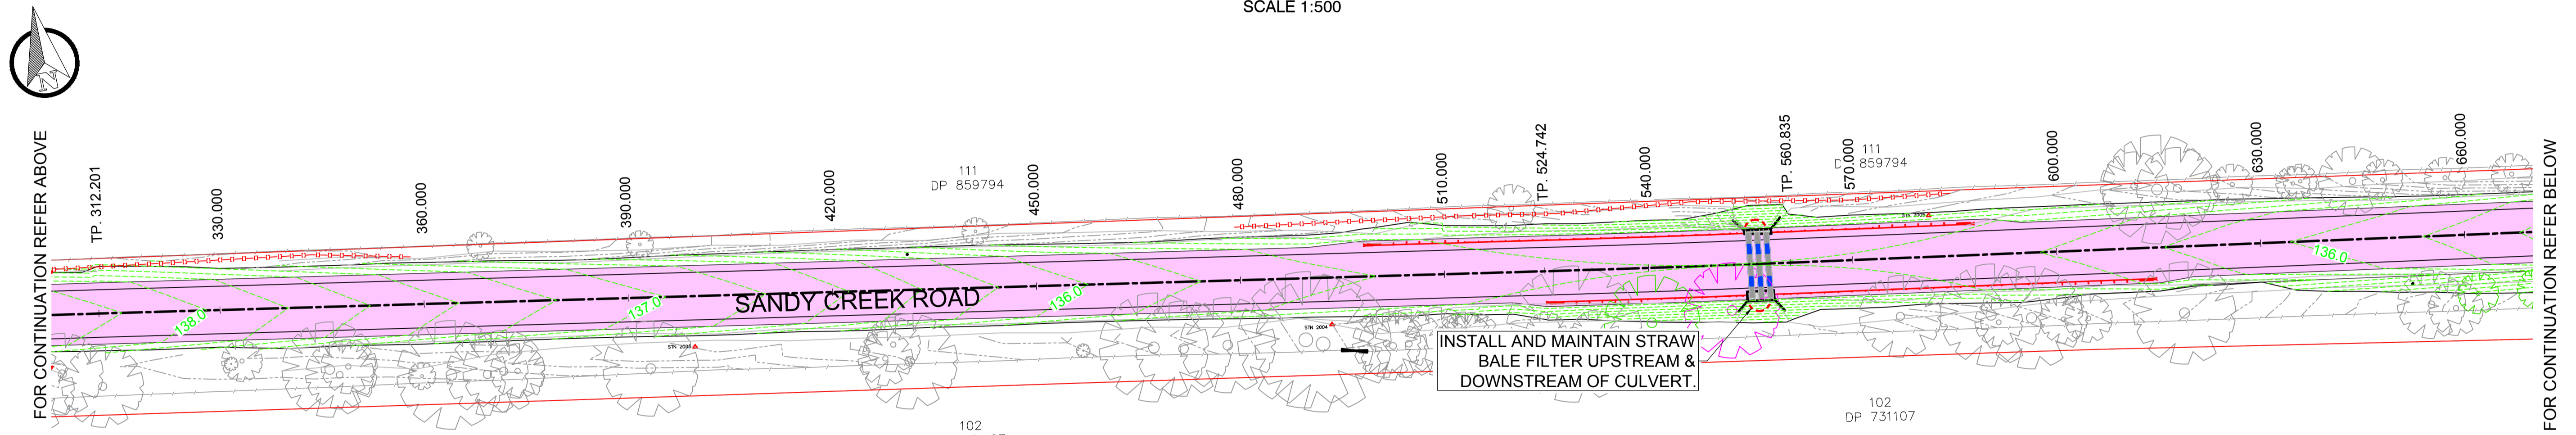 SCALE 1:500
N
FOR CONTINUATION REFER ABOVE
TP. 312.201
330.000
360.000
390.000
420.000
111
DP 859794
450.000
480.000
510.000
TP. 524.742
540.000
TP. 560.835
570.000
111
859794
600.000
630.000
660.000
FOR CONTINUATION REFER BELOW
138.0
137.0
SANDY CREEK ROAD
136.0
136.0
STN 2004
INSTALL AND MAINTAIN STRAW
BALE FILTER UPSTREAM &
DOWNSTREAM OF CULVERT.
102
102
DP 731107